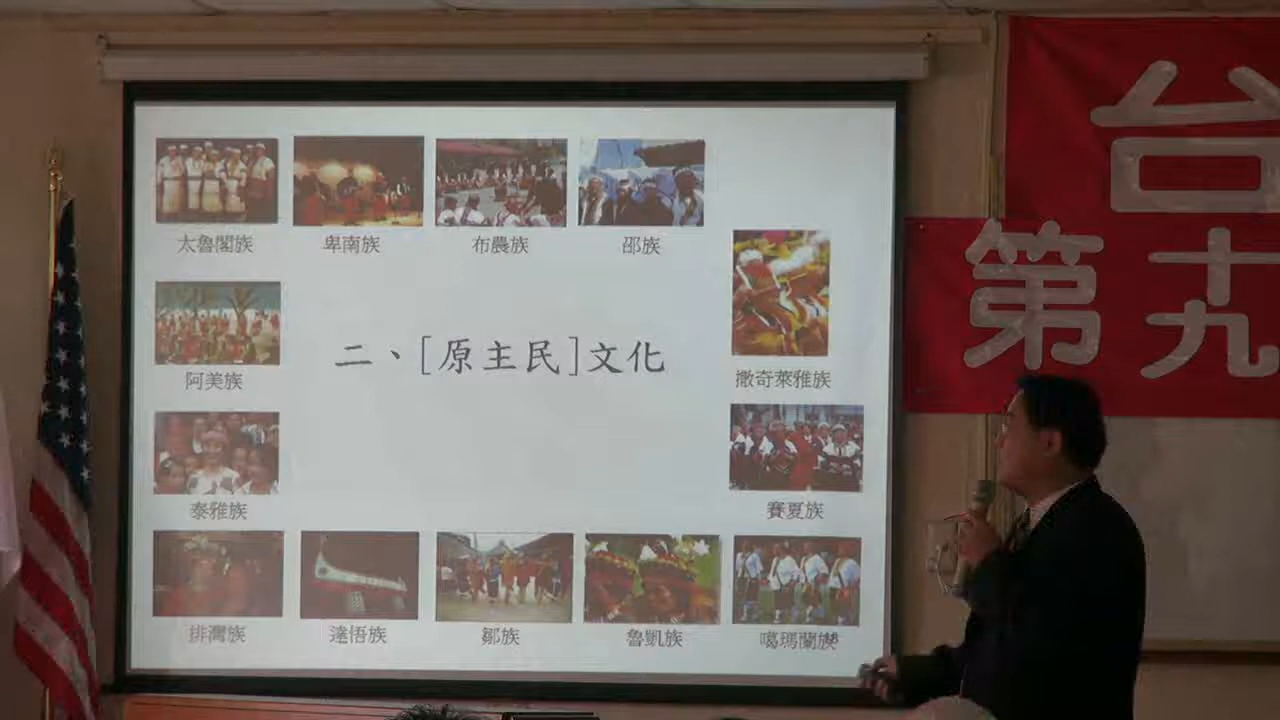 太魯閣族
卑南族
布農族
邵族
阿美族
二、[原主民]文化
撒奇萊雅族
泰雅族
賽夏族
排灣族
達悟族
鄒族
魯凱族
噶瑪蘭族
台
第十九